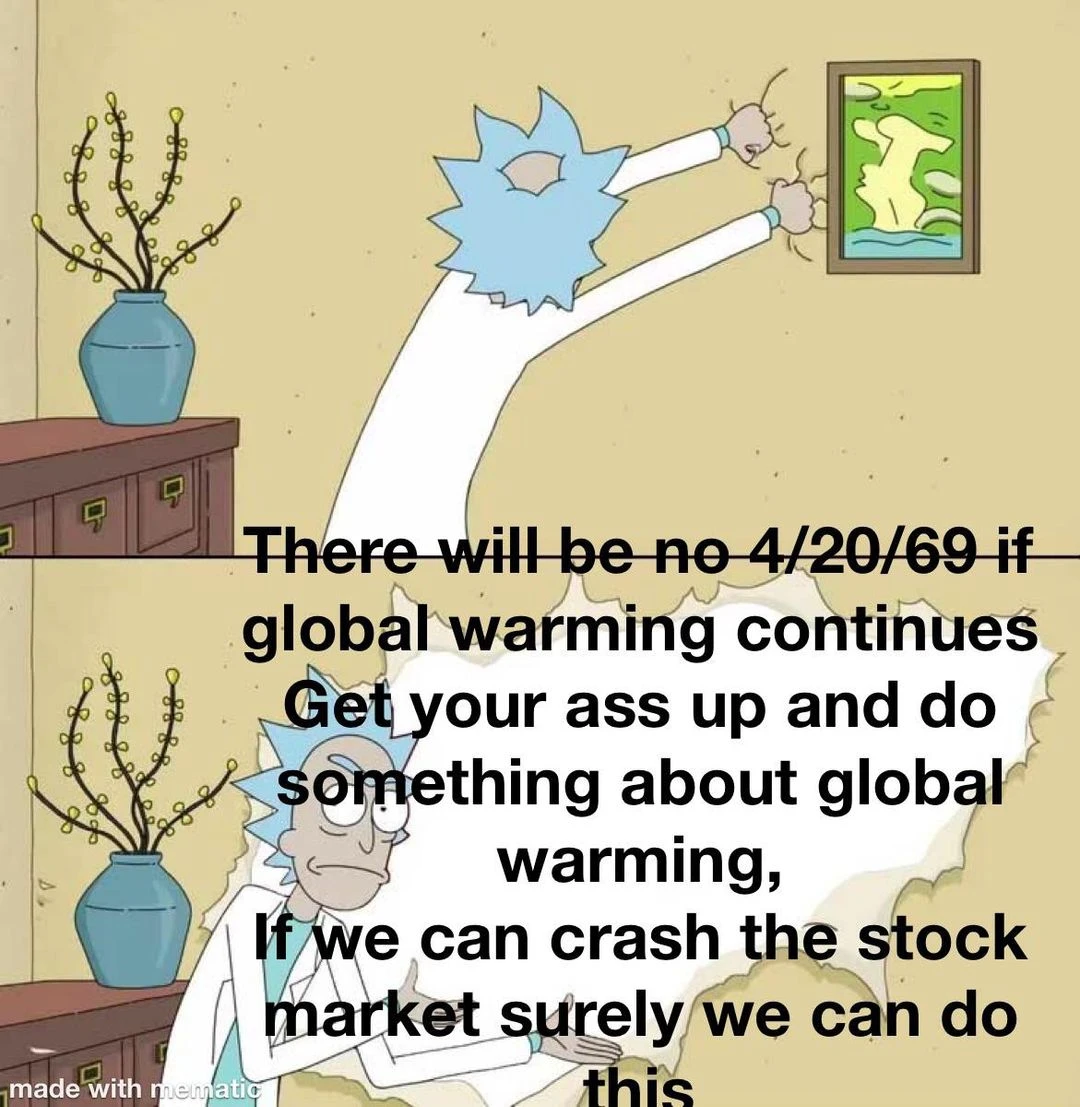 There will be no 4/20/69 if
global warming continues
Get your ass up and do
something about global
warming,
If we can crash the stock
market surely we can do
this
made with mematic